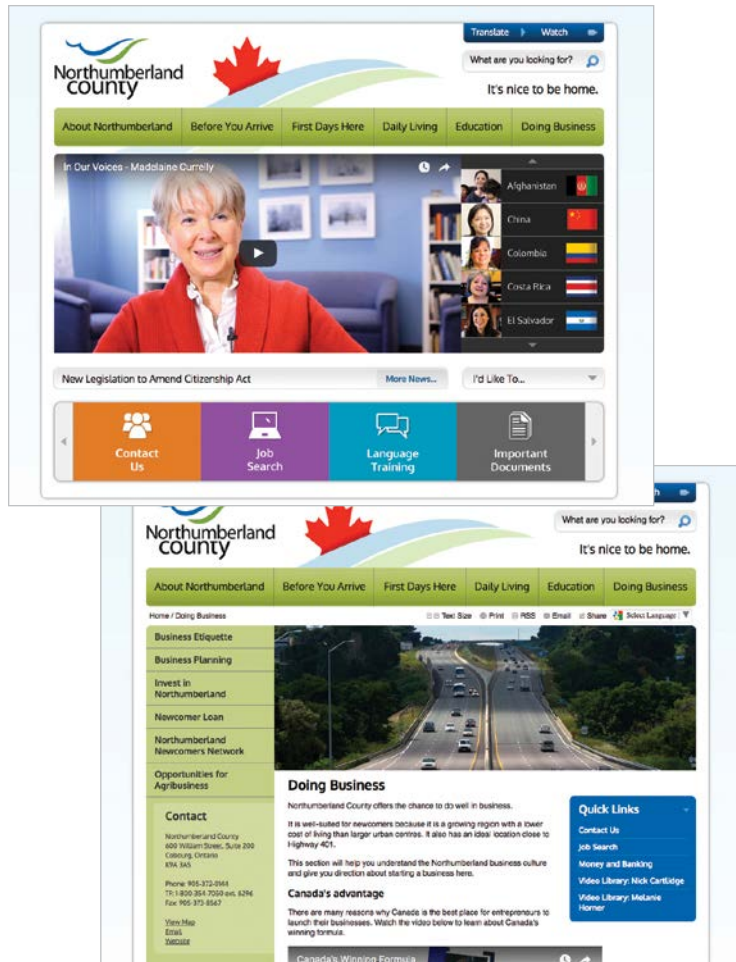 Translate Watch
Northumberland
county
What are you looking for?
It's nice to be home.
About Northumberland Before You Arrive First Days Here Daily Living Education Doing Business
In Our Voices - Madelaine Currelly
Afghanistan
China
Colombia
Costa Rica
El Salvador
New Legislation to Amend Citizenship Act More News... I'd Like To...
Contact
Us
Job
Search
Language
Training
Important
Documents
Northumberland
county
What are you looking for?
It's nice to be home.
About Northumberland Before You Arrive First Days Here Daily Living Education Doing Business
Home / Doing Business Text Size Print RSS Email Share Select Language
Business Etiquette
Business Planning
Invest in
Northumberland
Newcomer Loan
Northumberland
Newcomers Network
Opportunities for
Agribusiness
Contact
Northumberland County
600 William Street, Suite 200
Cobourg, Ontario
K9A 3A5
Phone: 905-372-0144
TF: 1-800-354-7050 ext. 6296
Fax: 905-373-8567
View Map
Email
Website
Doing Business
Northumberland County offers the chance to do well in business.
It is well-suited for newcomers because it is a growing region with a lower
cost of living than larger urban centres. It also has an ideal location close to
Highway 401.
This section will help you understand the Northumberland business culture
and give you direction about starting a business here.
Canada's advantage
There are many reasons why Canada is the best place for entrepreneurs to
launch their businesses. Watch the video below to learn about Canada's
winning formula.
Canada's Winning Formula
Quick Links
Contact Us
Job Search
Money and Banking
Video Library: Nick Cartlidge
Video Library: Melanie
Horner